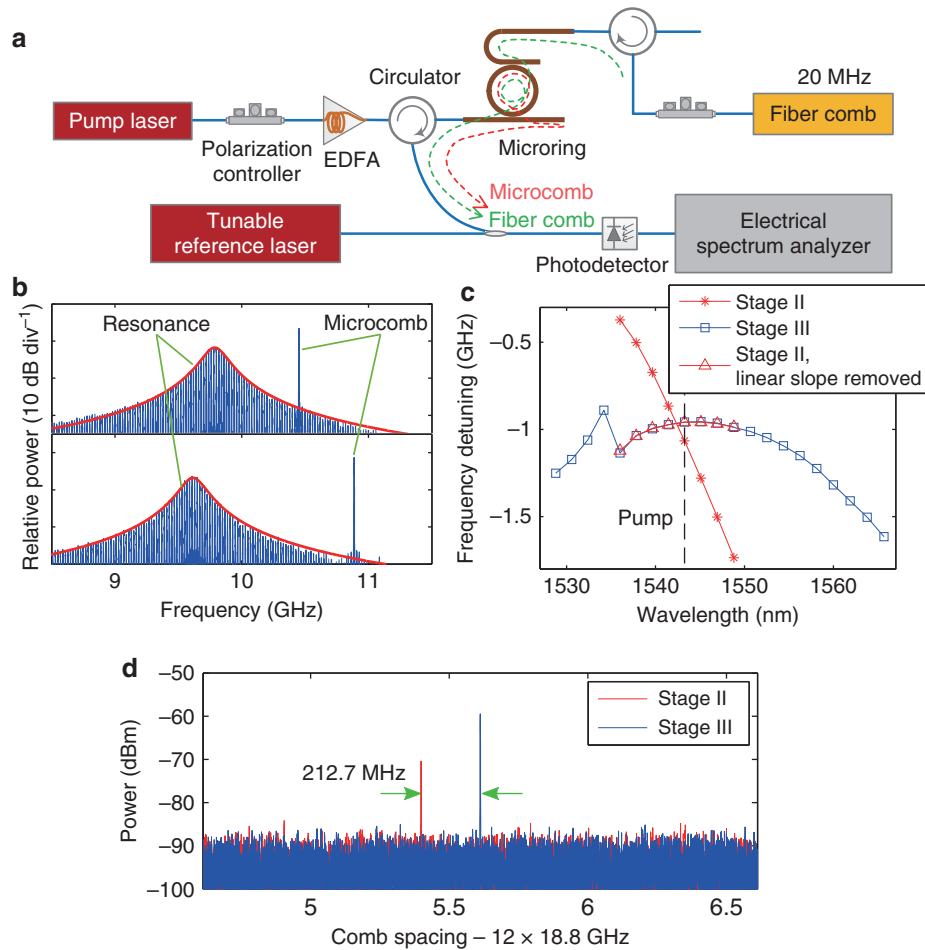 a
20 MHz
Circulator
Pump laser
Fiber comb
Polarization
controller
EDFA
Microring
Microcomb
Fiber comb
Tunable
reference laser
Photodetector
Electrical
spectrum analyzer
b
Resonance
Microcomb
Relative power (10 dB div⁻¹)
9
10
11
Frequency (GHz)
c
Stage II
Stage III
Stage II,
linear slope removed
Frequency detuning (GHz)
−0.5
−1
−1.5
Pump
1530
1540
1550
1560
Wavelength (nm)
d
Stage II
Stage III
212.7 MHz
Power (dBm)
−50
−60
−70
−80
−90
−100
5
5.5
6
6.5
Comb spacing – 12 × 18.8 GHz